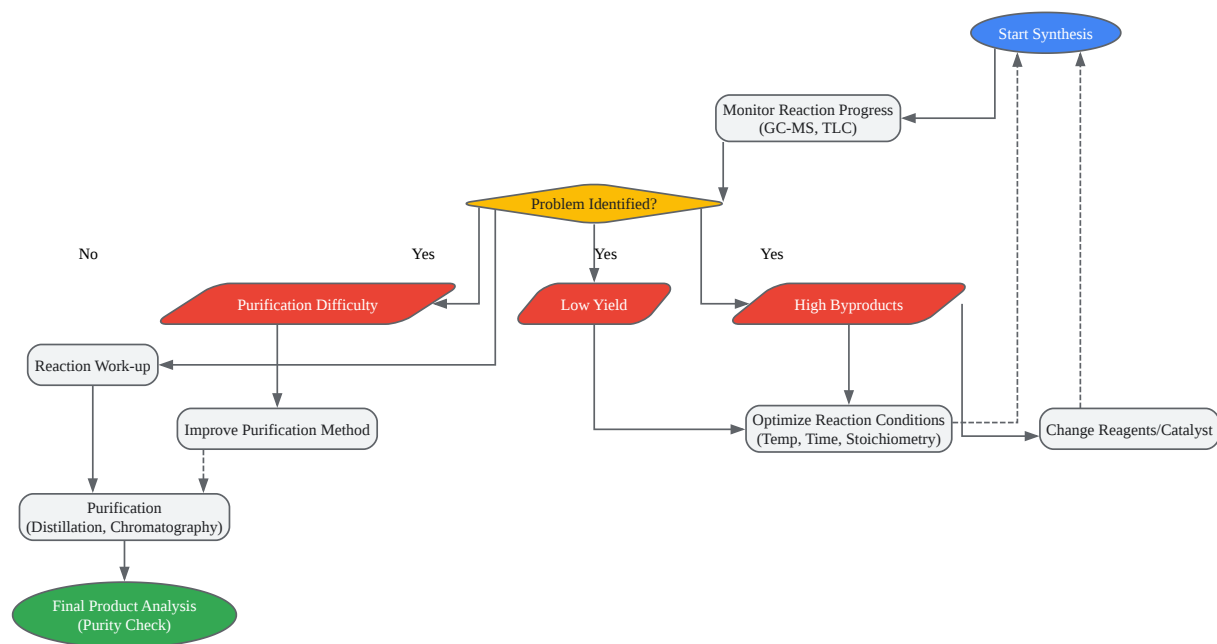 Start Synthesis
Monitor Reaction Progress
(GC-MS, TLC)
Problem Identified?
No
Yes
Yes
Yes
Purification Difficulty
Low Yield
High Byproducts
Reaction Work-up
Improve Purification Method
Optimize Reaction Conditions
(Temp, Time, Stoichiometry)
Change Reagents/Catalyst
Purification
(Distillation, Chromatography)
Final Product Analysis
(Purity Check)